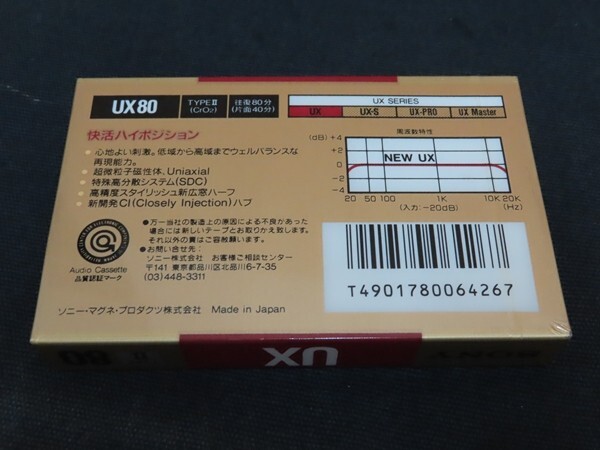 UX80
TYPE II
(CrO₂)
往復80分
(片面40分)
UX SERIES
UX
UX-S
UX-PRO
UX Master
快活ハイポジション
● 心地よい刺激。低域から高域までウェルバランスな
再現能力。
● 超微粒子磁性体、Uniaxial
● 特殊高分散システム(SDC)
● 高精度スタイリッシュ新広窓ハーフ
● 新開発CI(Closely Injection)ハブ
周波数特性
(dB) +4
+2
0
−2
−4
NEW UX
20 50 100 1K 10K 20K
(入力: −20dB) (Hz)
●万一当社の製造上の原因による不良があった
場合には新しいテープとお取りかえ致します。
それ以外の責はご容赦願います。
●お問い合せ先:
ソニー株式会社 お客様ご相談センター
〒141 東京都品川区北品川6-7-35
(03)448-3311
Audio Cassette
マーク
T4901780064267
ソニー・マグネ・プロダクツ株式会社 Made in Japan
80
II
UX
SONY